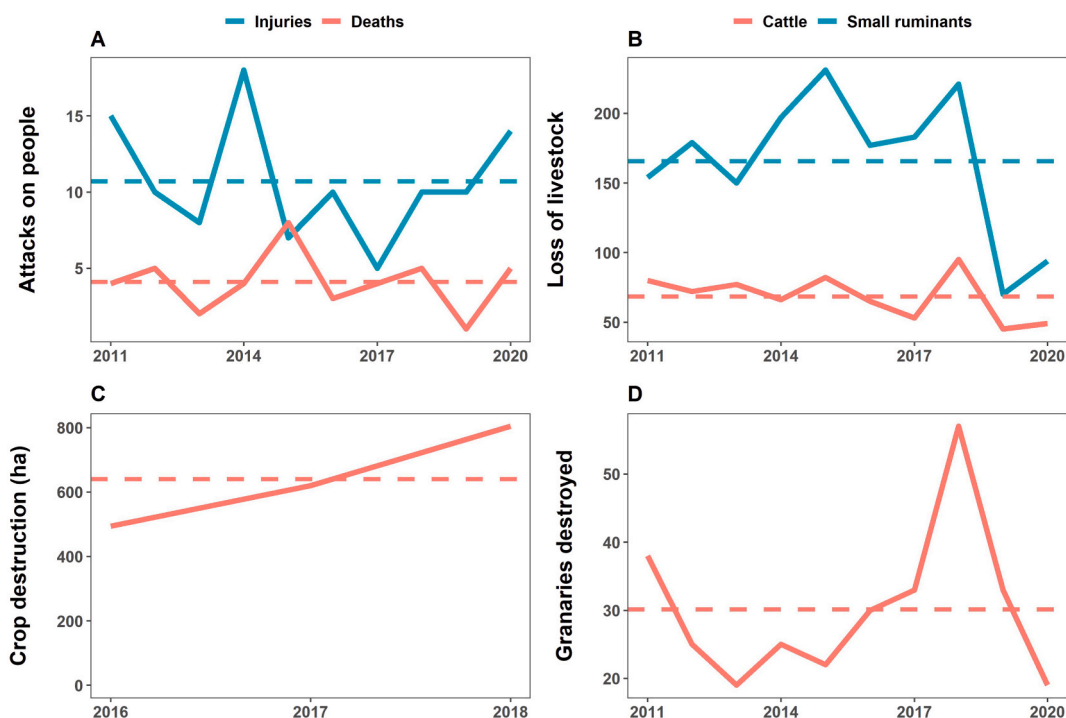 Injuries Deaths
Cattle Small ruminants
A
Attacks on people
15
10
5
2011 2014 2017 2020
B
Loss of livestock
200
150
100
50
2011 2014 2017 2020
C
Crop destruction (ha)
800
600
400
200
0
2016 2017 2018
D
Granaries destroyed
50
40
30
20
2011 2014 2017 2020